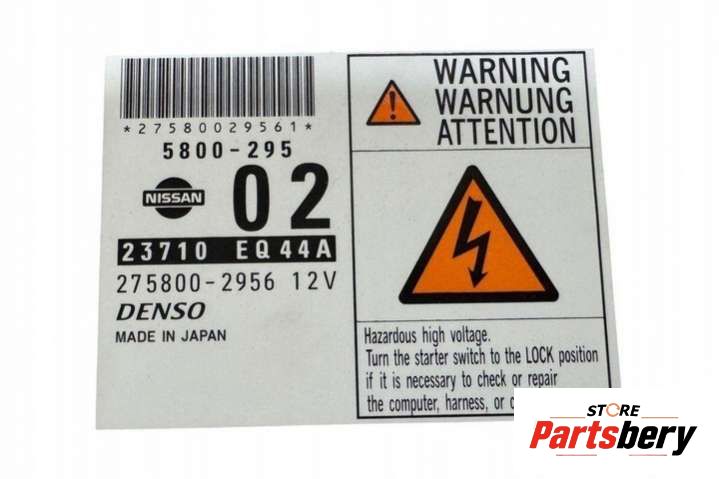 *27580029561*
5800-295
NISSAN
02
23710 EQ44A
275800-2956 12V
DENSO
MADE IN JAPAN
WARNING
WARNUNG
ATTENTION
Hazardous high voltage.
Turn the starter switch to the LOCK position
if it is necessary to check or repair
the computer, harness, or
STORE
Partsbery